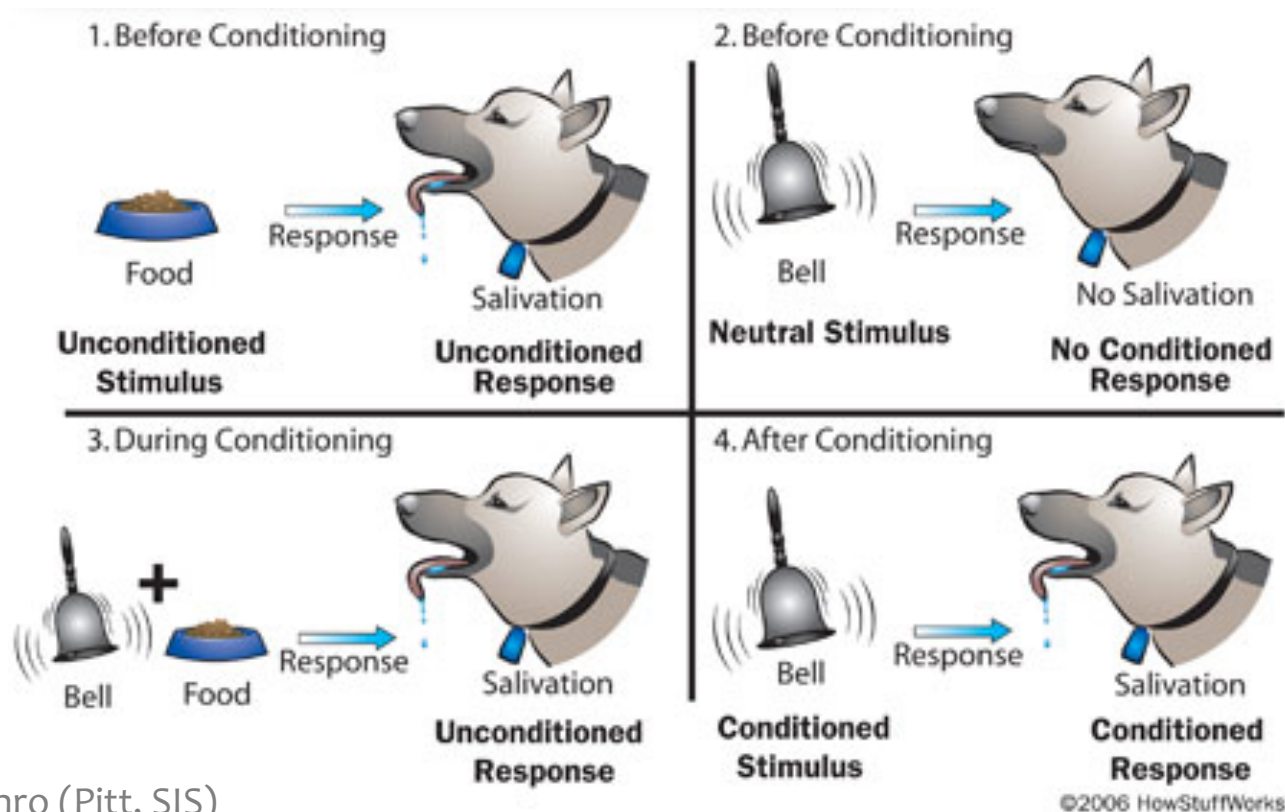 1. Before Conditioning
Food
Response
Salivation
Unconditioned
Stimulus
Unconditioned
Response
2. Before Conditioning
Bell
Response
No Salivation
Neutral Stimulus
No Conditioned
Response
3. During Conditioning
+
Bell
Food
Response
Salivation
Unconditioned
Response
4. After Conditioning
Bell
Response
Salivation
Conditioned
Stimulus
Conditioned
Response
(Pitt. SIS)
©2006 HowStuffWorks